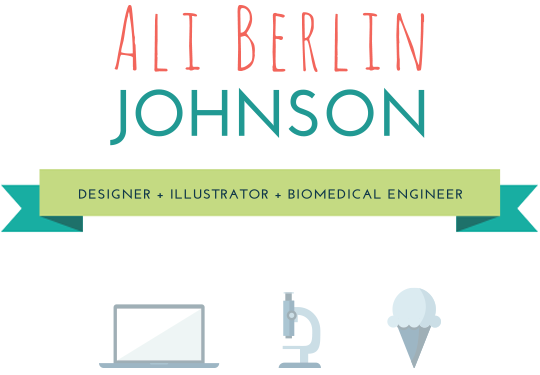 ALI BERLIN
JOHNSON
DESIGNER + ILLUSTRATOR + BIOMEDICAL ENGINEER